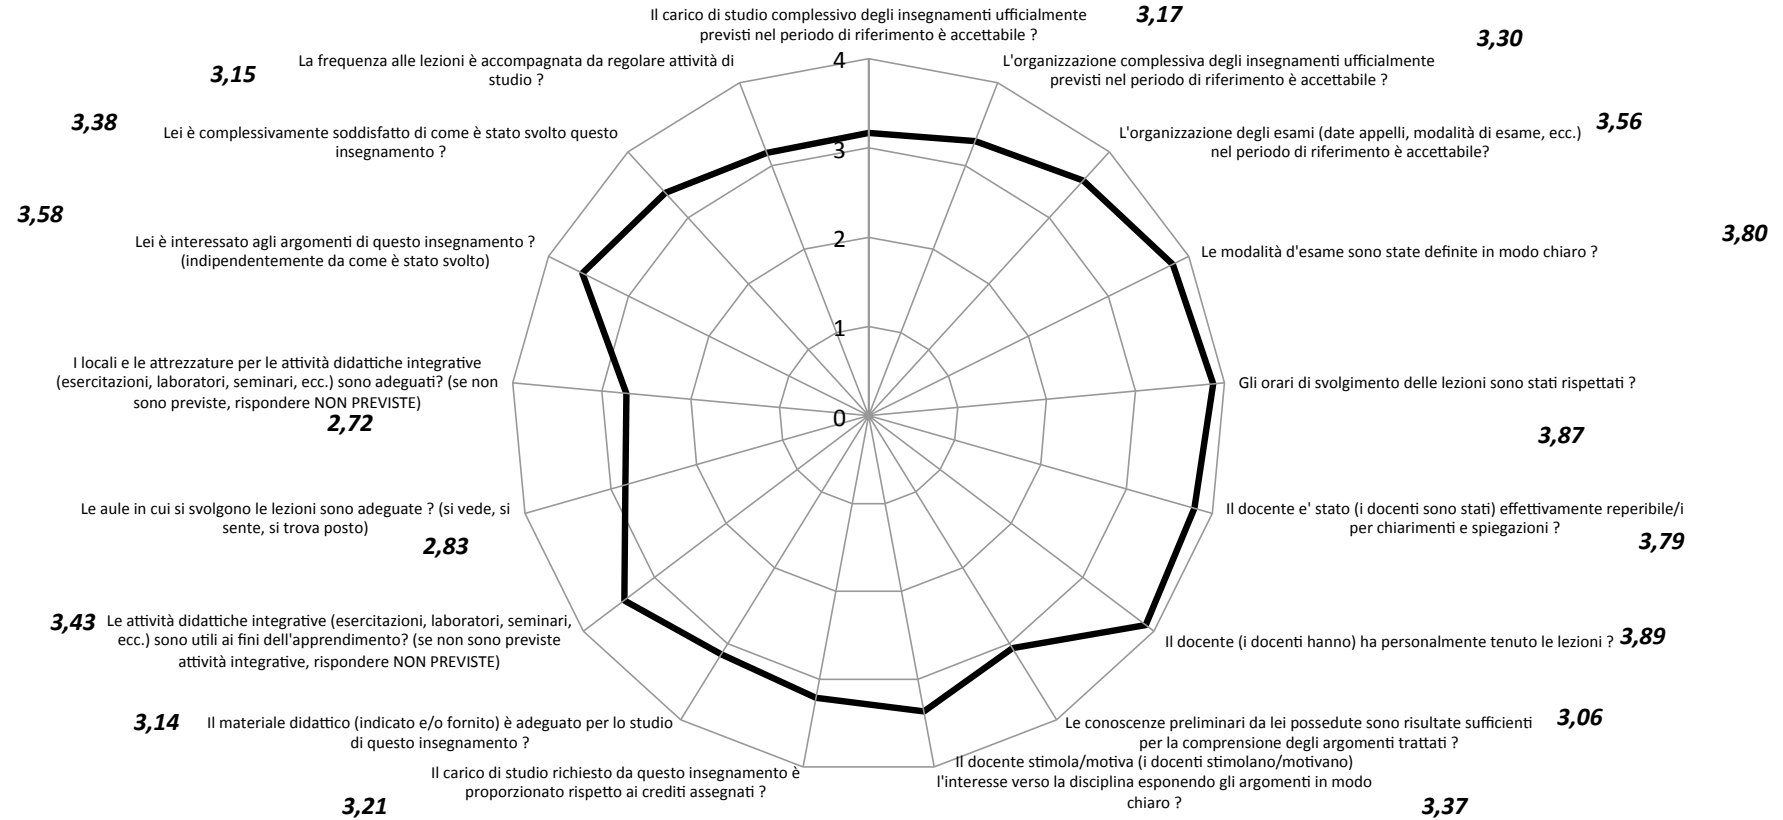 Il carico di studio complessivo degli insegnamenti ufficialmente
previsti nel periodo di riferimento è accettabile ?
3,17
L'organizzazione complessiva degli insegnamenti ufficialmente
previsti nel periodo di riferimento è accettabile ?
3,30
L'organizzazione degli esami (date appelli, modalità di esame, ecc.)
nel periodo di riferimento è accettabile?
3,56
Le modalità d'esame sono state definite in modo chiaro ?
3,80
Gli orari di svolgimento delle lezioni sono stati rispettati ?
3,87
Il docente e' stato (i docenti sono stati) effettivamente reperibile/i
per chiarimenti e spiegazioni ?
3,79
Il docente (i docenti hanno) ha personalmente tenuto le lezioni ?
3,89
Le conoscenze preliminari da lei possedute sono risultate sufficienti
per la comprensione degli argomenti trattati ?
3,06
Il docente stimola/motiva (i docenti stimolano/motivano)
l'interesse verso la disciplina esponendo gli argomenti in modo
chiaro ?
3,37
Il carico di studio richiesto da questo insegnamento è
proporzionato rispetto ai crediti assegnati ?
3,21
Il materiale didattico (indicato e/o fornito) è adeguato per lo studio
di questo insegnamento ?
3,14
Le attività didattiche integrative (esercitazioni, laboratori, seminari,
ecc.) sono utili ai fini dell'apprendimento? (se non sono previste
attività integrative, rispondere NON PREVISTE)
3,43
Le aule in cui si svolgono le lezioni sono adeguate ? (si vede, si
sente, si trova posto)
2,83
I locali e le attrezzature per le attività didattiche integrative
(esercitazioni, laboratori, seminari, ecc.) sono adeguati? (se non
sono previste, rispondere NON PREVISTE)
2,72
Lei è interessato agli argomenti di questo insegnamento ?
(indipendentemente da come è stato svolto)
3,58
Lei è complessivamente soddisfatto di come è stato svolto questo
insegnamento ?
3,38
La frequenza alle lezioni è accompagnata da regolare attività di
studio ?
3,15
4
3
2
1
0